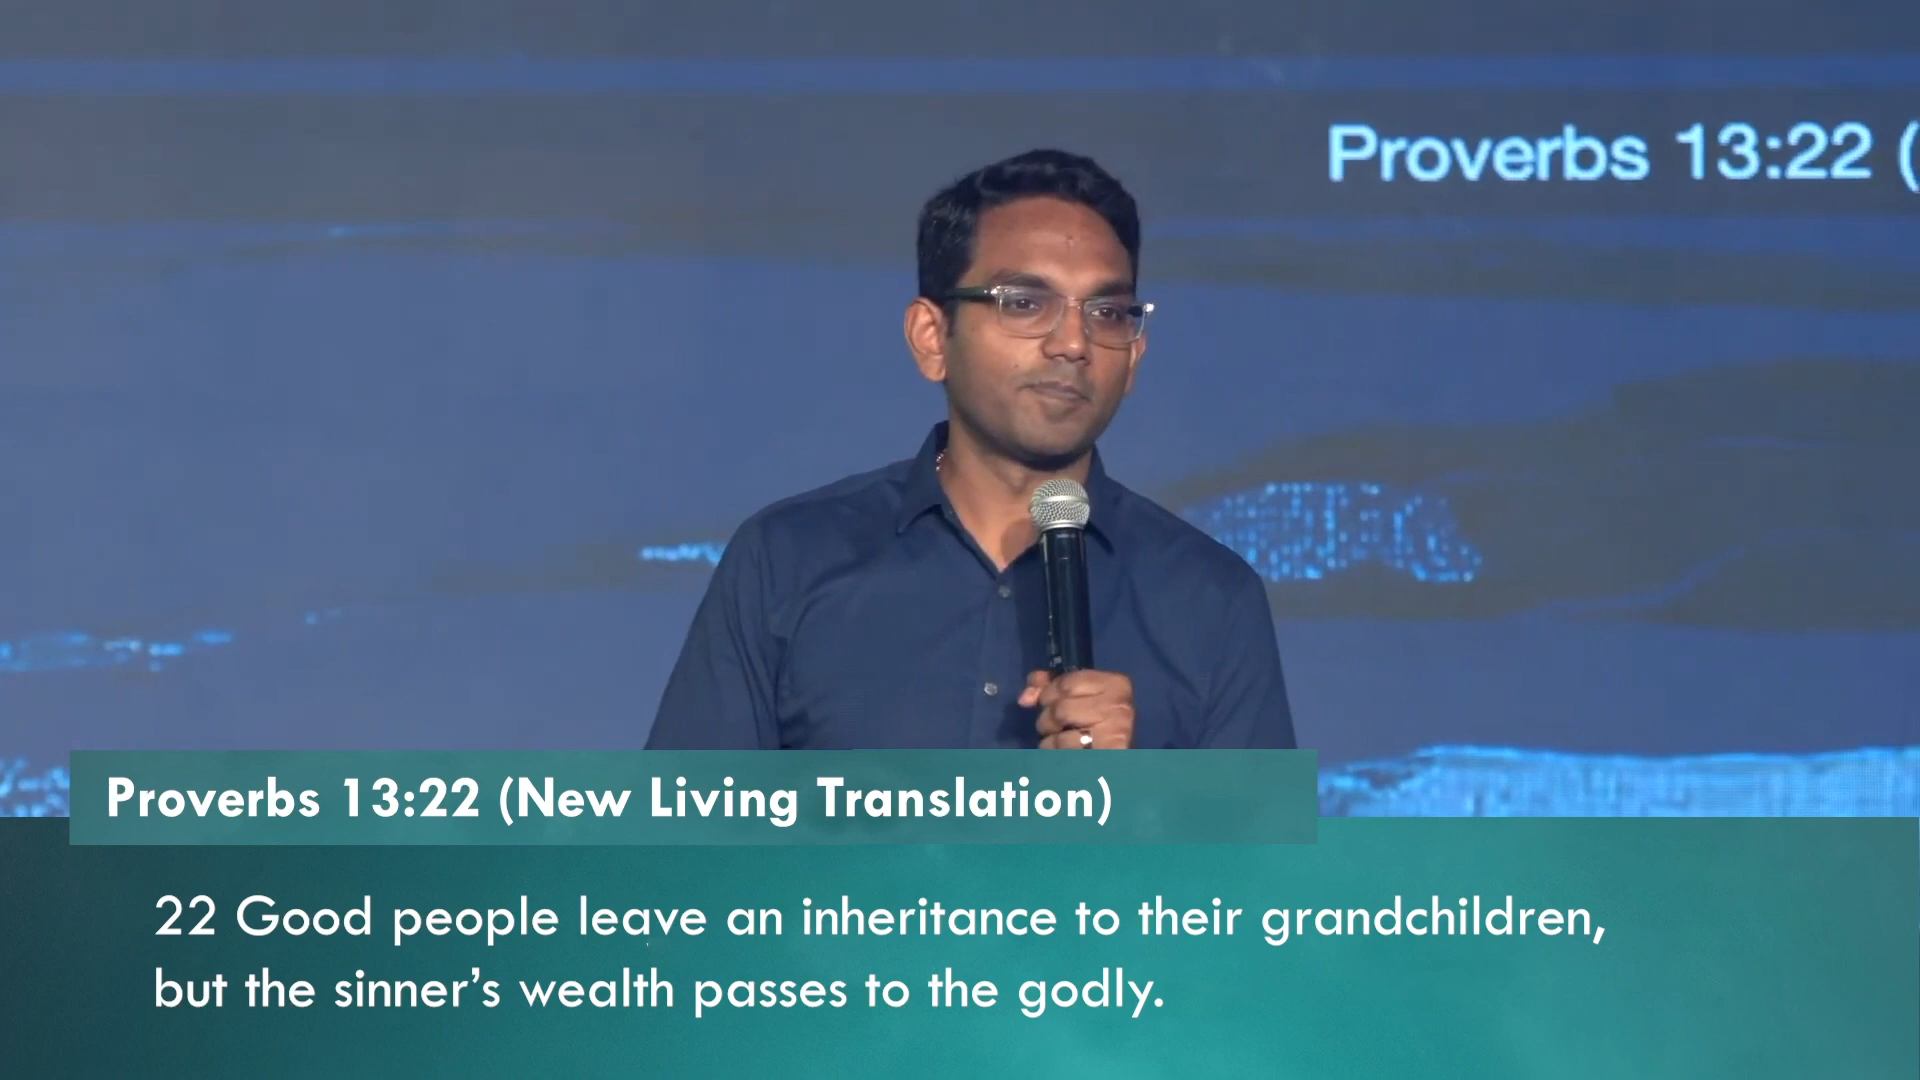 Proverbs 13:22 (
Proverbs 13:22 (New Living Translation)
22 Good people leave an inheritance to their grandchildren,
but the sinner’s wealth passes to the godly.